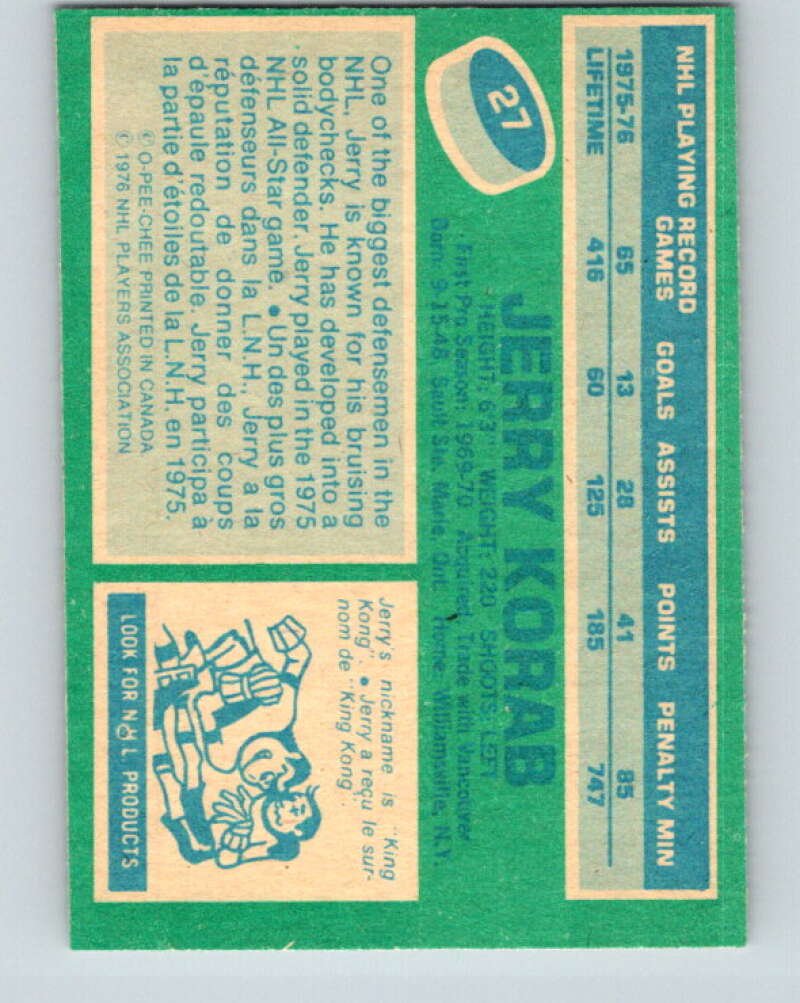 NHL PLAYING RECORD
GAMES GOALS ASSISTS POINTS PENALTY MIN
1975-76 65 13 28 41 85
LIFETIME 416 60 125 185 747
27
JERRY KORAB
HEIGHT: 6'3" WEIGHT: 220 SHOOTS: LEFT
First Pro Season: 1969-70 Acquired: Trade with Vancouver
Born: 9-15-48 Sault Ste. Marie, Ont. Home: Williamsville, N.Y.
One of the biggest defensemen in the
NHL, Jerry is known for his bruising
bodychecks. He has developed into a
solid defender. Jerry played in the 1975
NHL All-Star game. • Un des plus gros
défenseurs dans la L.N.H., Jerry a la
réputation de donner des coups
d'épaule redoutable. Jerry participa à
la partie d'étoiles de la L.N.H. en 1975.
© O-PEE-CHEE PRINTED IN CANADA
© 1976 NHL PLAYERS ASSOCIATION
Jerry's nickname is "King
Kong". • Jerry a reçu le sur-
nom de "King Kong".
LOOK FOR N.H.L. PRODUCTS